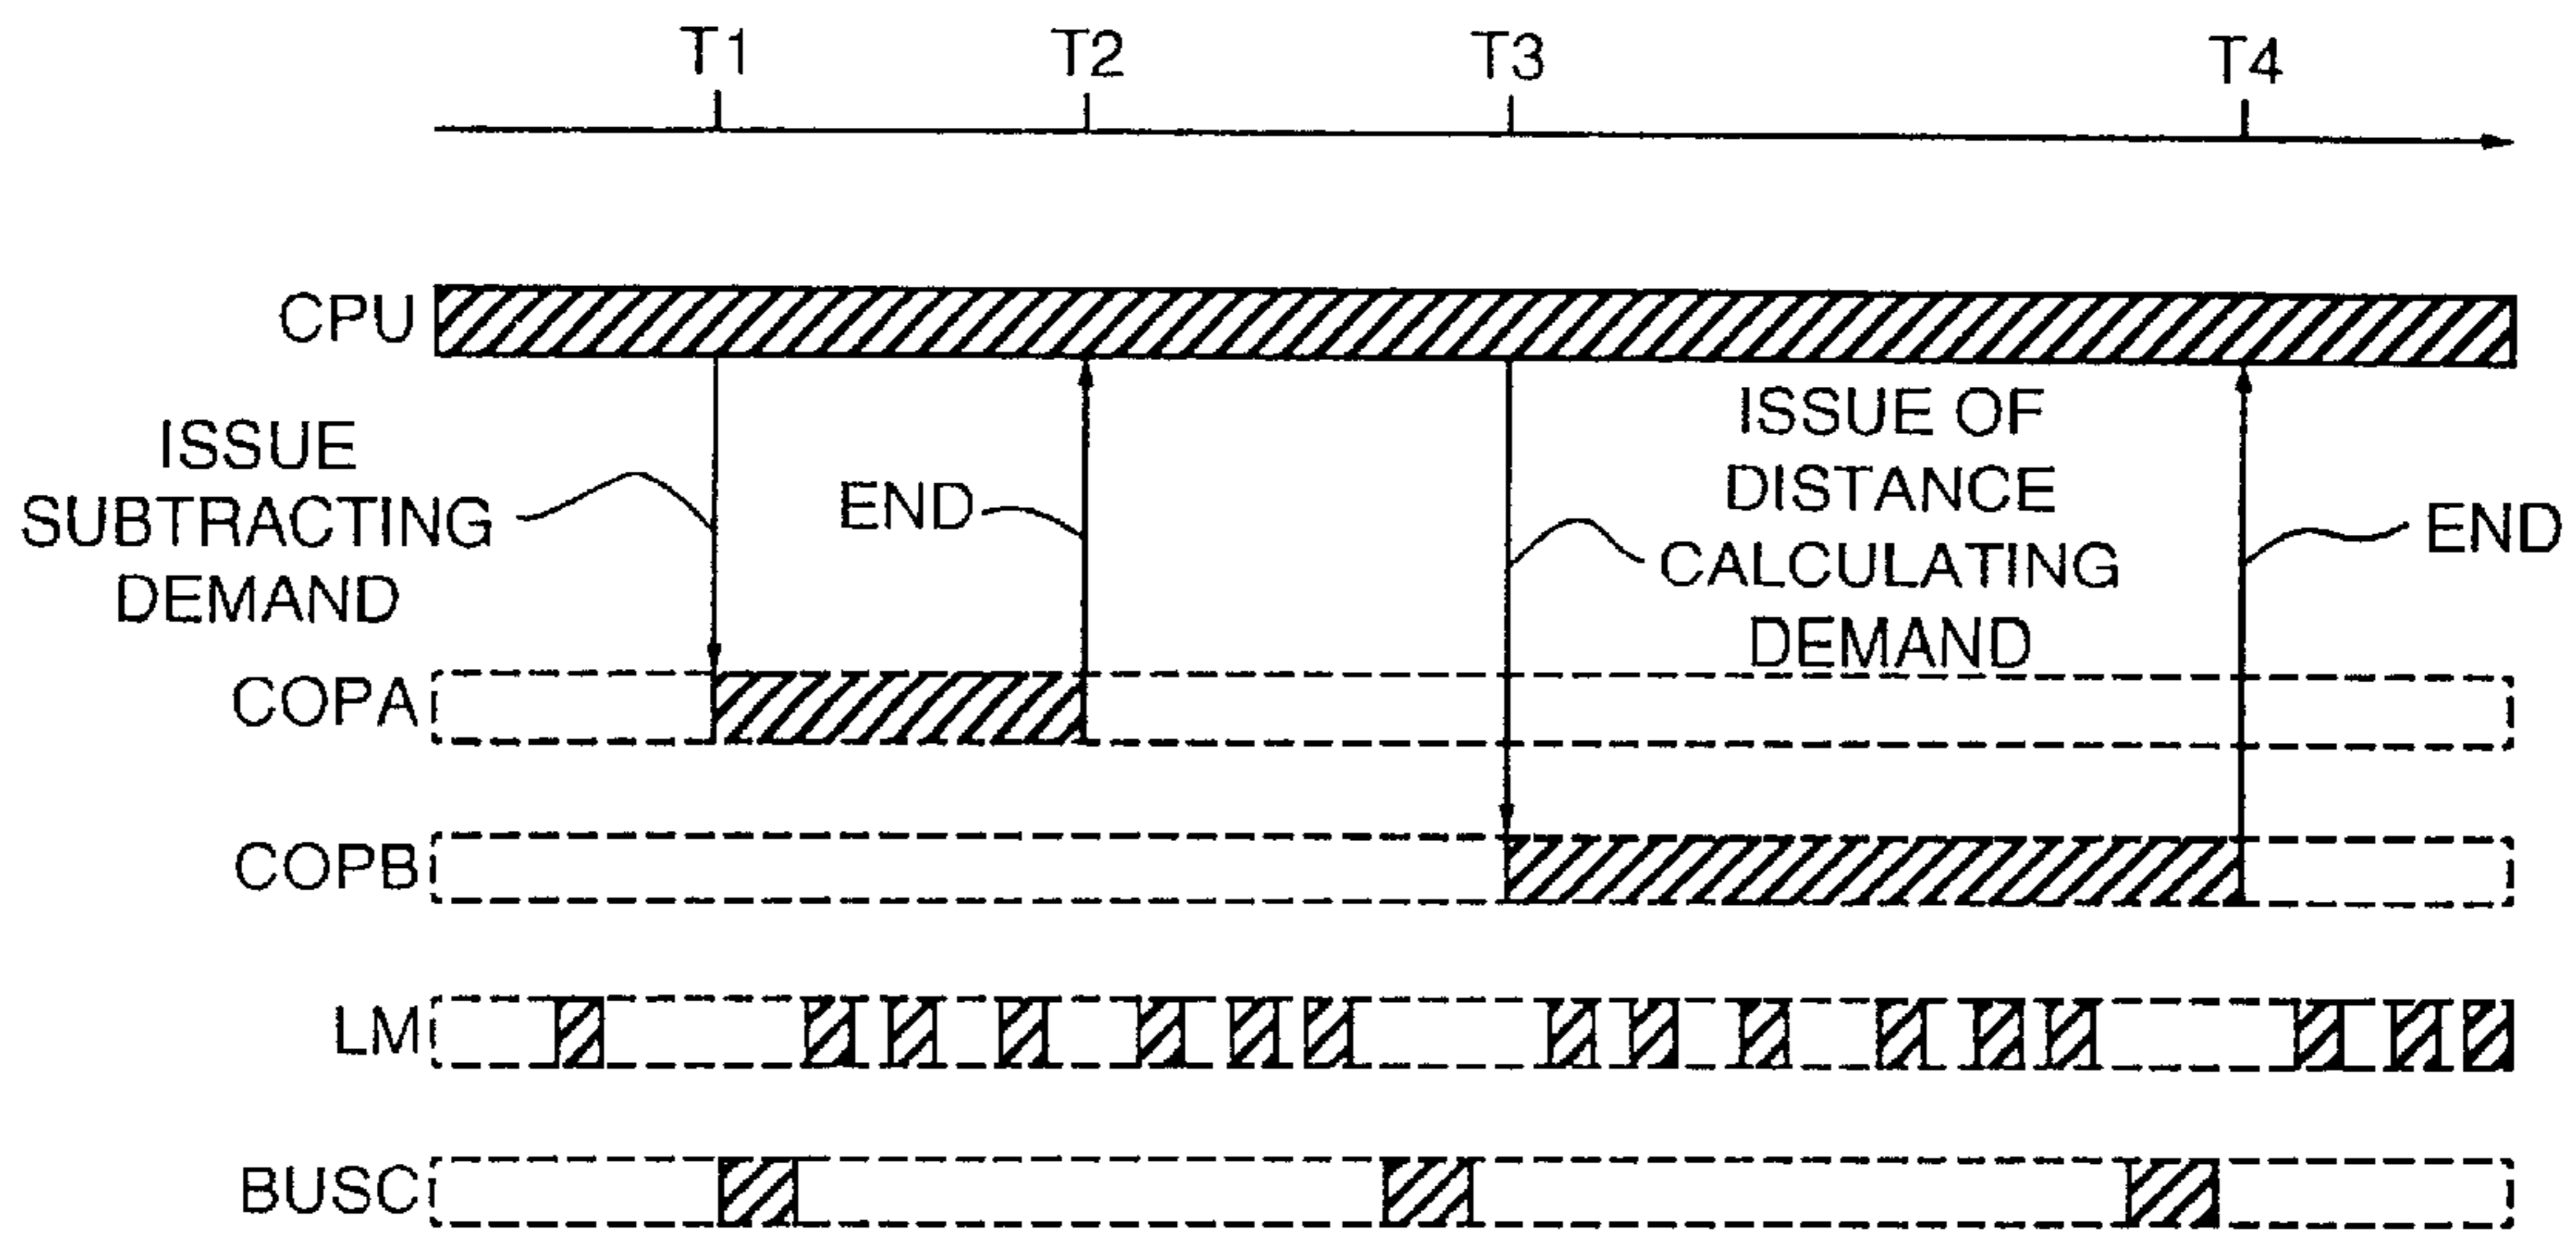 T1 T2 T3 T4
CPU
ISSUE
SUBTRACTING
DEMAND
END
ISSUE OF
DISTANCE
CALCULATING
DEMAND
END
COPA
COPB
LM
BUSC